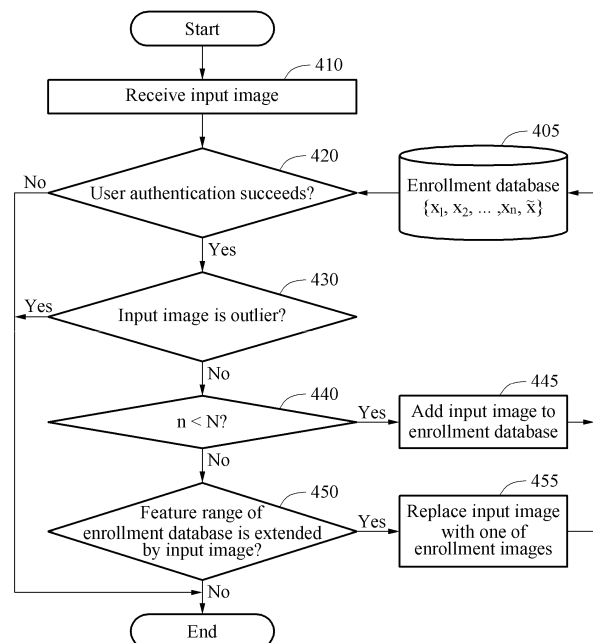 Start
410
Receive input image
405
420
No
User authentication succeeds?
Enrollment database
{x1, x2, ... ,xn, x̃}
Yes
430
Yes
Input image is outlier?
No
440
445
n < N?
Yes
Add input image to
enrollment database
No
450
455
Feature range of
enrollment database is extended
by input image?
Yes
Replace input image
with one of
enrollment images
No
End